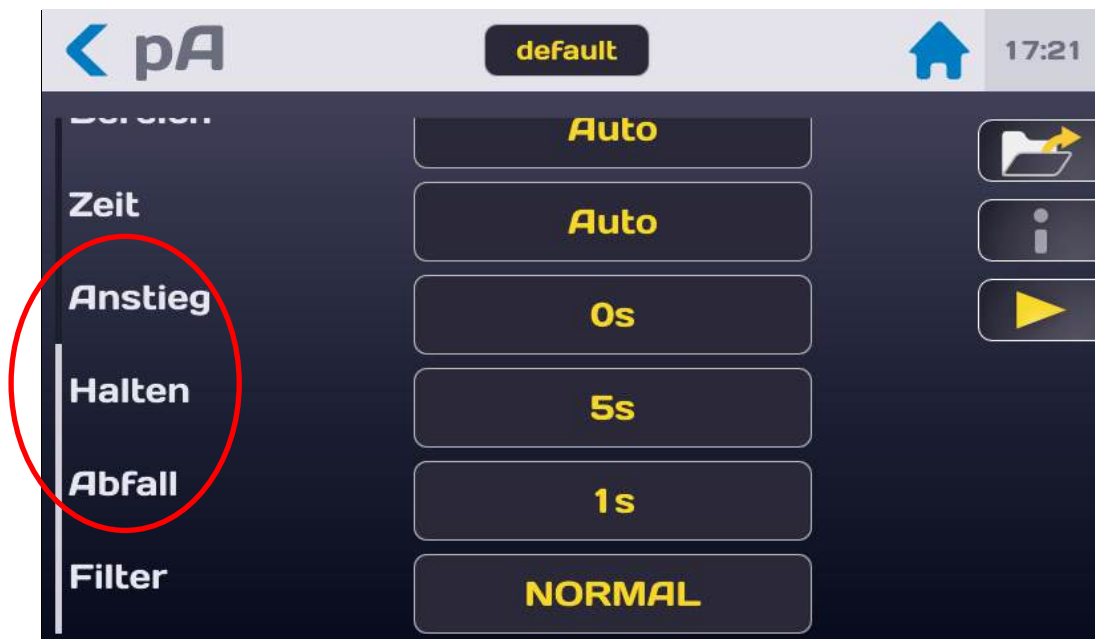 pA
default
17:21
Auto
Zeit
Auto
Anstieg
0s
Halten
5s
Abfall
1s
Filter
NORMAL